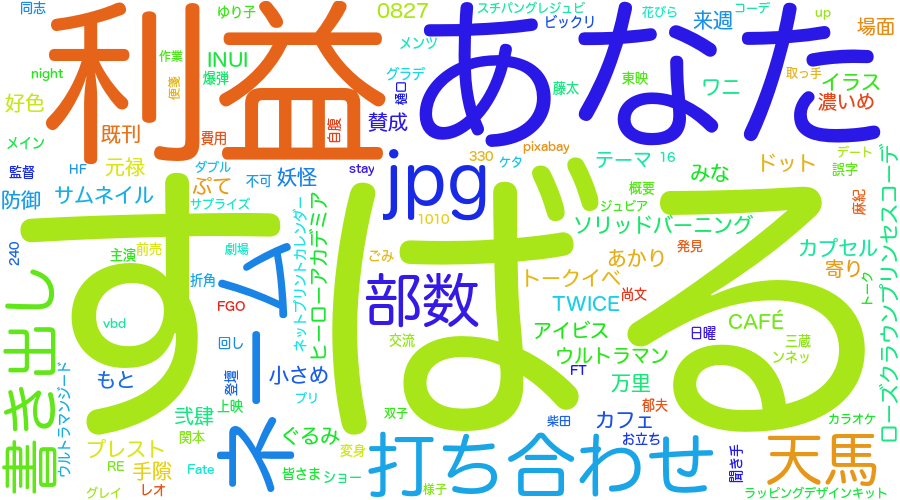 同志
ゆり子
0827
スチパングレジュビ
花びら
コーデ
up
ビックリ
来週
場面
利益
あなた
作業
INUI
メンツ
night
便箋
爆弾
グラデ
藤太
東映
ワニ
取っ手
イラス
好色
樋口
濃いめ
メイン
既刊
費用
自腹
賛成
pixabay
デート
監督
HF
元禄
ダブル
不可
妖怪
stay
jpg
330
ケタ
テーマ
16
みな
ドット
誤字
防御
サムネイル
ぷて
サプライズ
概要
ジュビア
麻紀
1010
ソリッドバーニング
すばる
240
主演
前売
劇場
ネットプリントカレンダー
ヒーローアカデミア
ごみ
あかり
発見
カプセル
寄り
書き出し
折角
FGO
ネーム
部数
トークイベ
尚文
TWICE
トーク
vbd
回し
交流
アイビス
日曜
CAFÉ
三蔵
ンネッ
ウルトラマン
ローズクラウンプリンセスコーデ
ウルトラマンジード
もと
登壇
小さめ
FT
万里
プリ
弐肆
上映
双子
柴田
カフェ
郁夫
カラオケ
関本
ぐるみ
お立ち
プレスト
変身
打ち合わせ
聞き手
天馬
RE
手隙
Fate
皆さま
ショー
グレイ
レオ
様子
ラッピングデザインキット